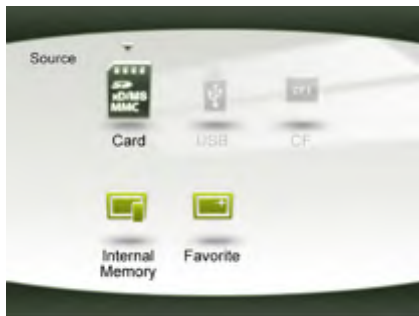 Source
SD
xD/MS
MMC
Card
USB
CF
Internal
Memory
Favorite